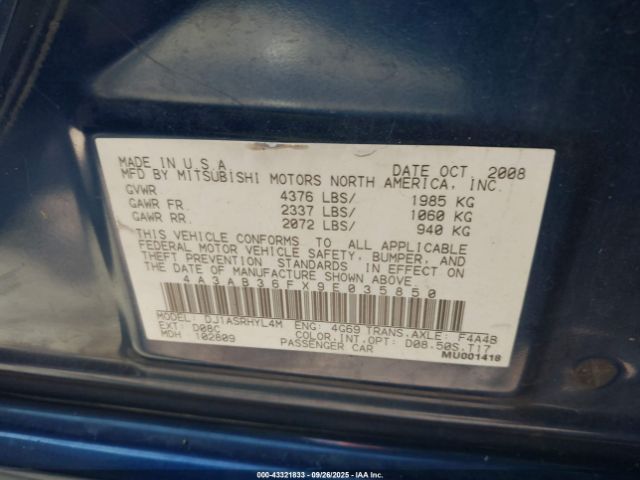 MADE IN U.S.A DATE OCT. 2008
MFD BY MITSUBISHI MOTORS NORTH AMERICA, INC.
GVWR 4376 LBS/ 1985 KG
GAWR FR. 2337 LBS/ 1060 KG
GAWR RR. 2072 LBS/ 940 KG
THIS VEHICLE CONFORMS TO ALL APPLICABLE
FEDERAL MOTOR VEHICLE SAFETY, BUMPER, AND
THEFT PREVENTION STANDARDS IN EFFECT ON
THE DATE OF MANUFACTURE SHOWN ABOVE.
4A3AB36FX9E035850
MODEL: DJ1ASRHYL4M ENG: 4G69 TRANS.AXLE: F4A4B
EXT: D08C COLOR,INT,OPT: D08.50S.T17
MDH 102809 PASSENGER CAR
MU001418
000-43321833 - 09/26/2025 - IAA Inc.